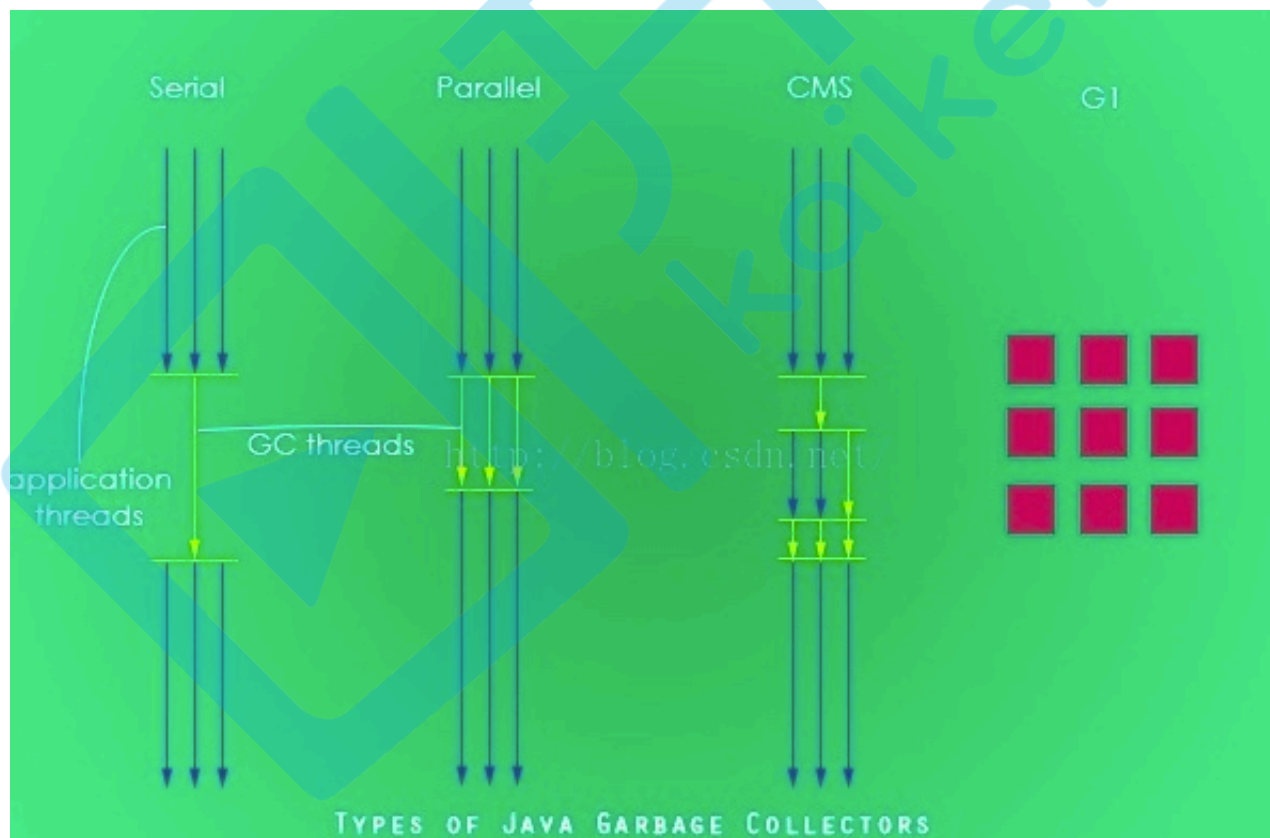 Serial
Parallel
CMS
G1
GC threads
application
threads
http://blog.csdn.net/
TYPES OF JAVA GARBAGE COLLECTORS